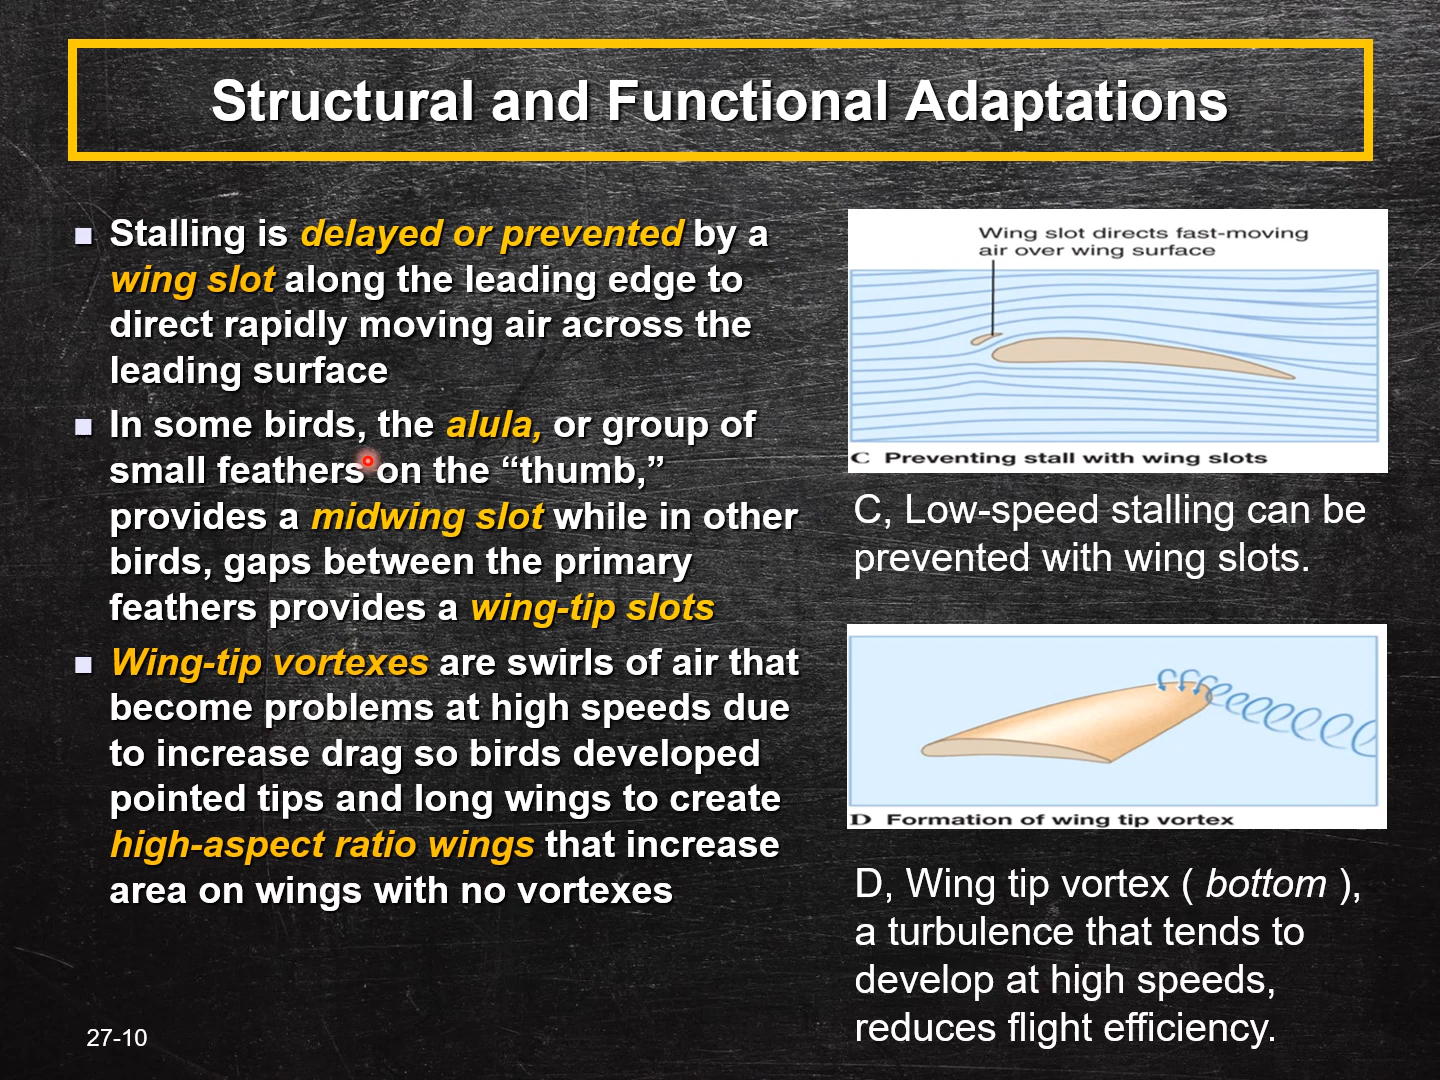 Structural and Functional Adaptations
Stalling is delayed or prevented by a
wing slot along the leading edge to
direct rapidly moving air across the
leading surface
In some birds, the alula, or group of
small feathers on the “thumb,”
provides a midwing slot while in other
birds, gaps between the primary
feathers provides a wing-tip slots
Wing-tip vortexes are swirls of air that
become problems at high speeds due
to increase drag so birds developed
pointed tips and long wings to create
high-aspect ratio wings that increase
area on wings with no vortexes
27-10
Wing slot directs fast-moving
air over wing surface
C Preventing stall with wing slots
C, Low-speed stalling can be
prevented with wing slots.
D Formation of wing tip vortex
D, Wing tip vortex ( bottom ),
a turbulence that tends to
develop at high speeds,
reduces flight efficiency.